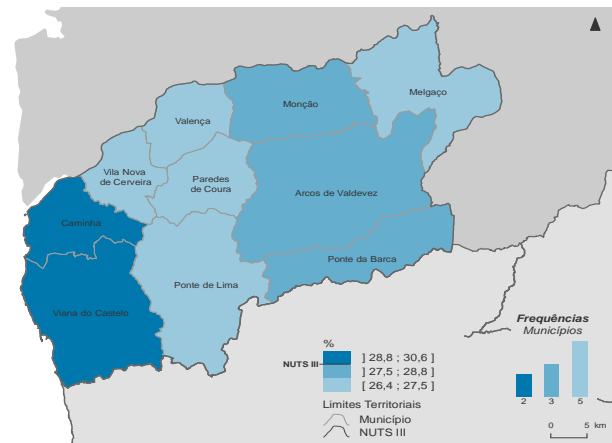 Melgaço
Monção
Valença
Vila Nova
de Cerveira
Paredes
de Coura
Arcos de Valdevez
Caminha
Ponte da Barca
Ponte de Lima
Viana do Castelo
%
NUTS III
] 28,8 ; 30,6 ]
] 27,5 ; 28,8 ]
] 26,4 ; 27,5 ]
Limites Territoriais
Município
NUTS III
Frequências
Municípios
2 3 5
0 5 km